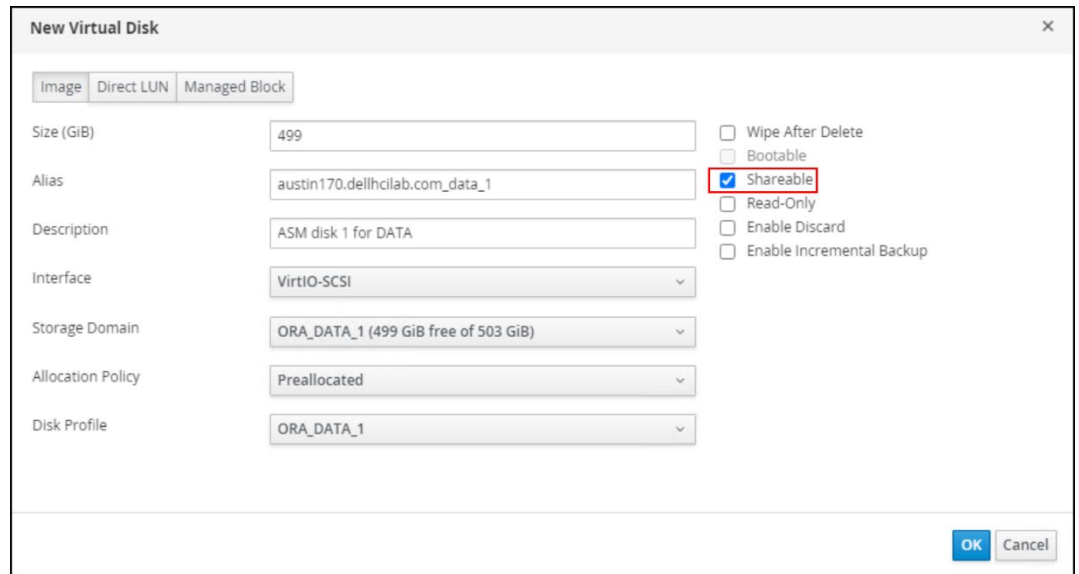 New Virtual Disk
×
Image Direct LUN Managed Block
Size (GiB)
499
Wipe After Delete
Bootable
Alias
austin170.dellhcilab.com_data_1
Shareable
Read-Only
Description
ASM disk 1 for DATA
Enable Discard
Enable Incremental Backup
Interface
VirtIO-SCSI
Storage Domain
ORA_DATA_1 (499 GiB free of 503 GiB)
Allocation Policy
Preallocated
Disk Profile
ORA_DATA_1
OK Cancel